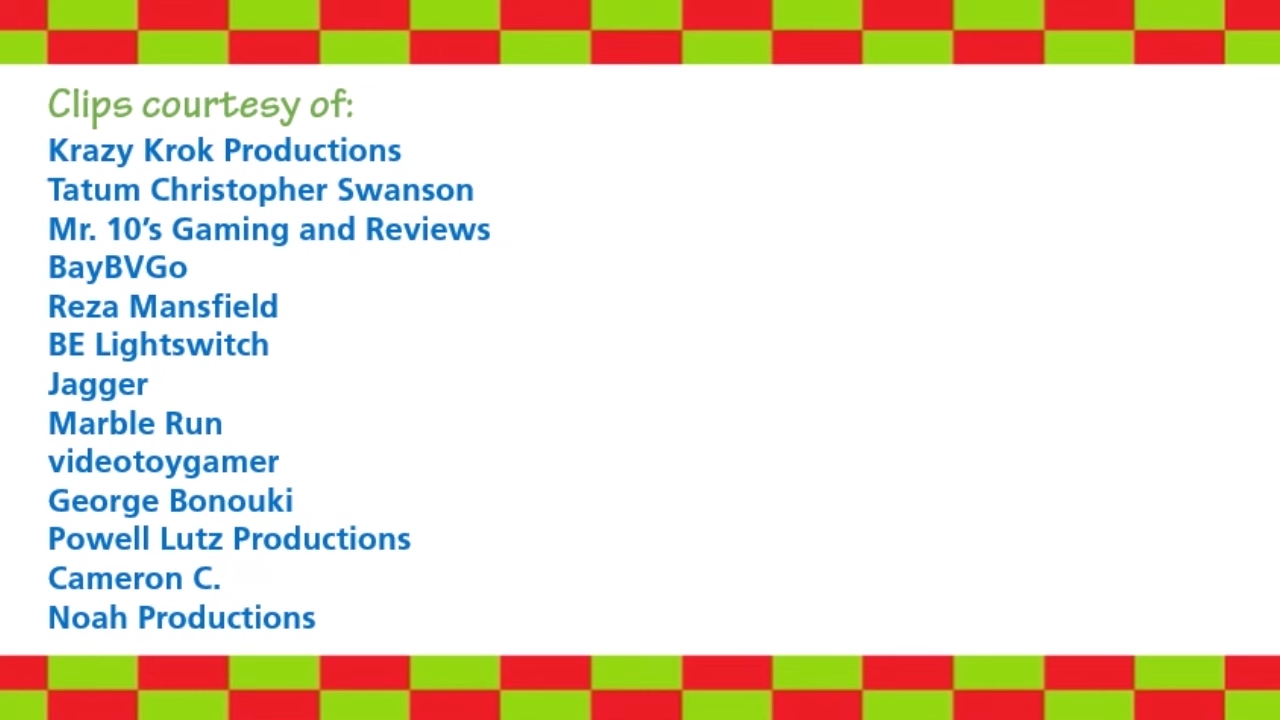 Clips courtesy of:
Krazy Krok Productions
Tatum Christopher Swanson
Mr. 10’s Gaming and Reviews
BayBVGo
Reza Mansfield
BE Lightswitch
Jagger
Marble Run
videotoygamer
George Bonouki
Powell Lutz Productions
Cameron C.
Noah Productions